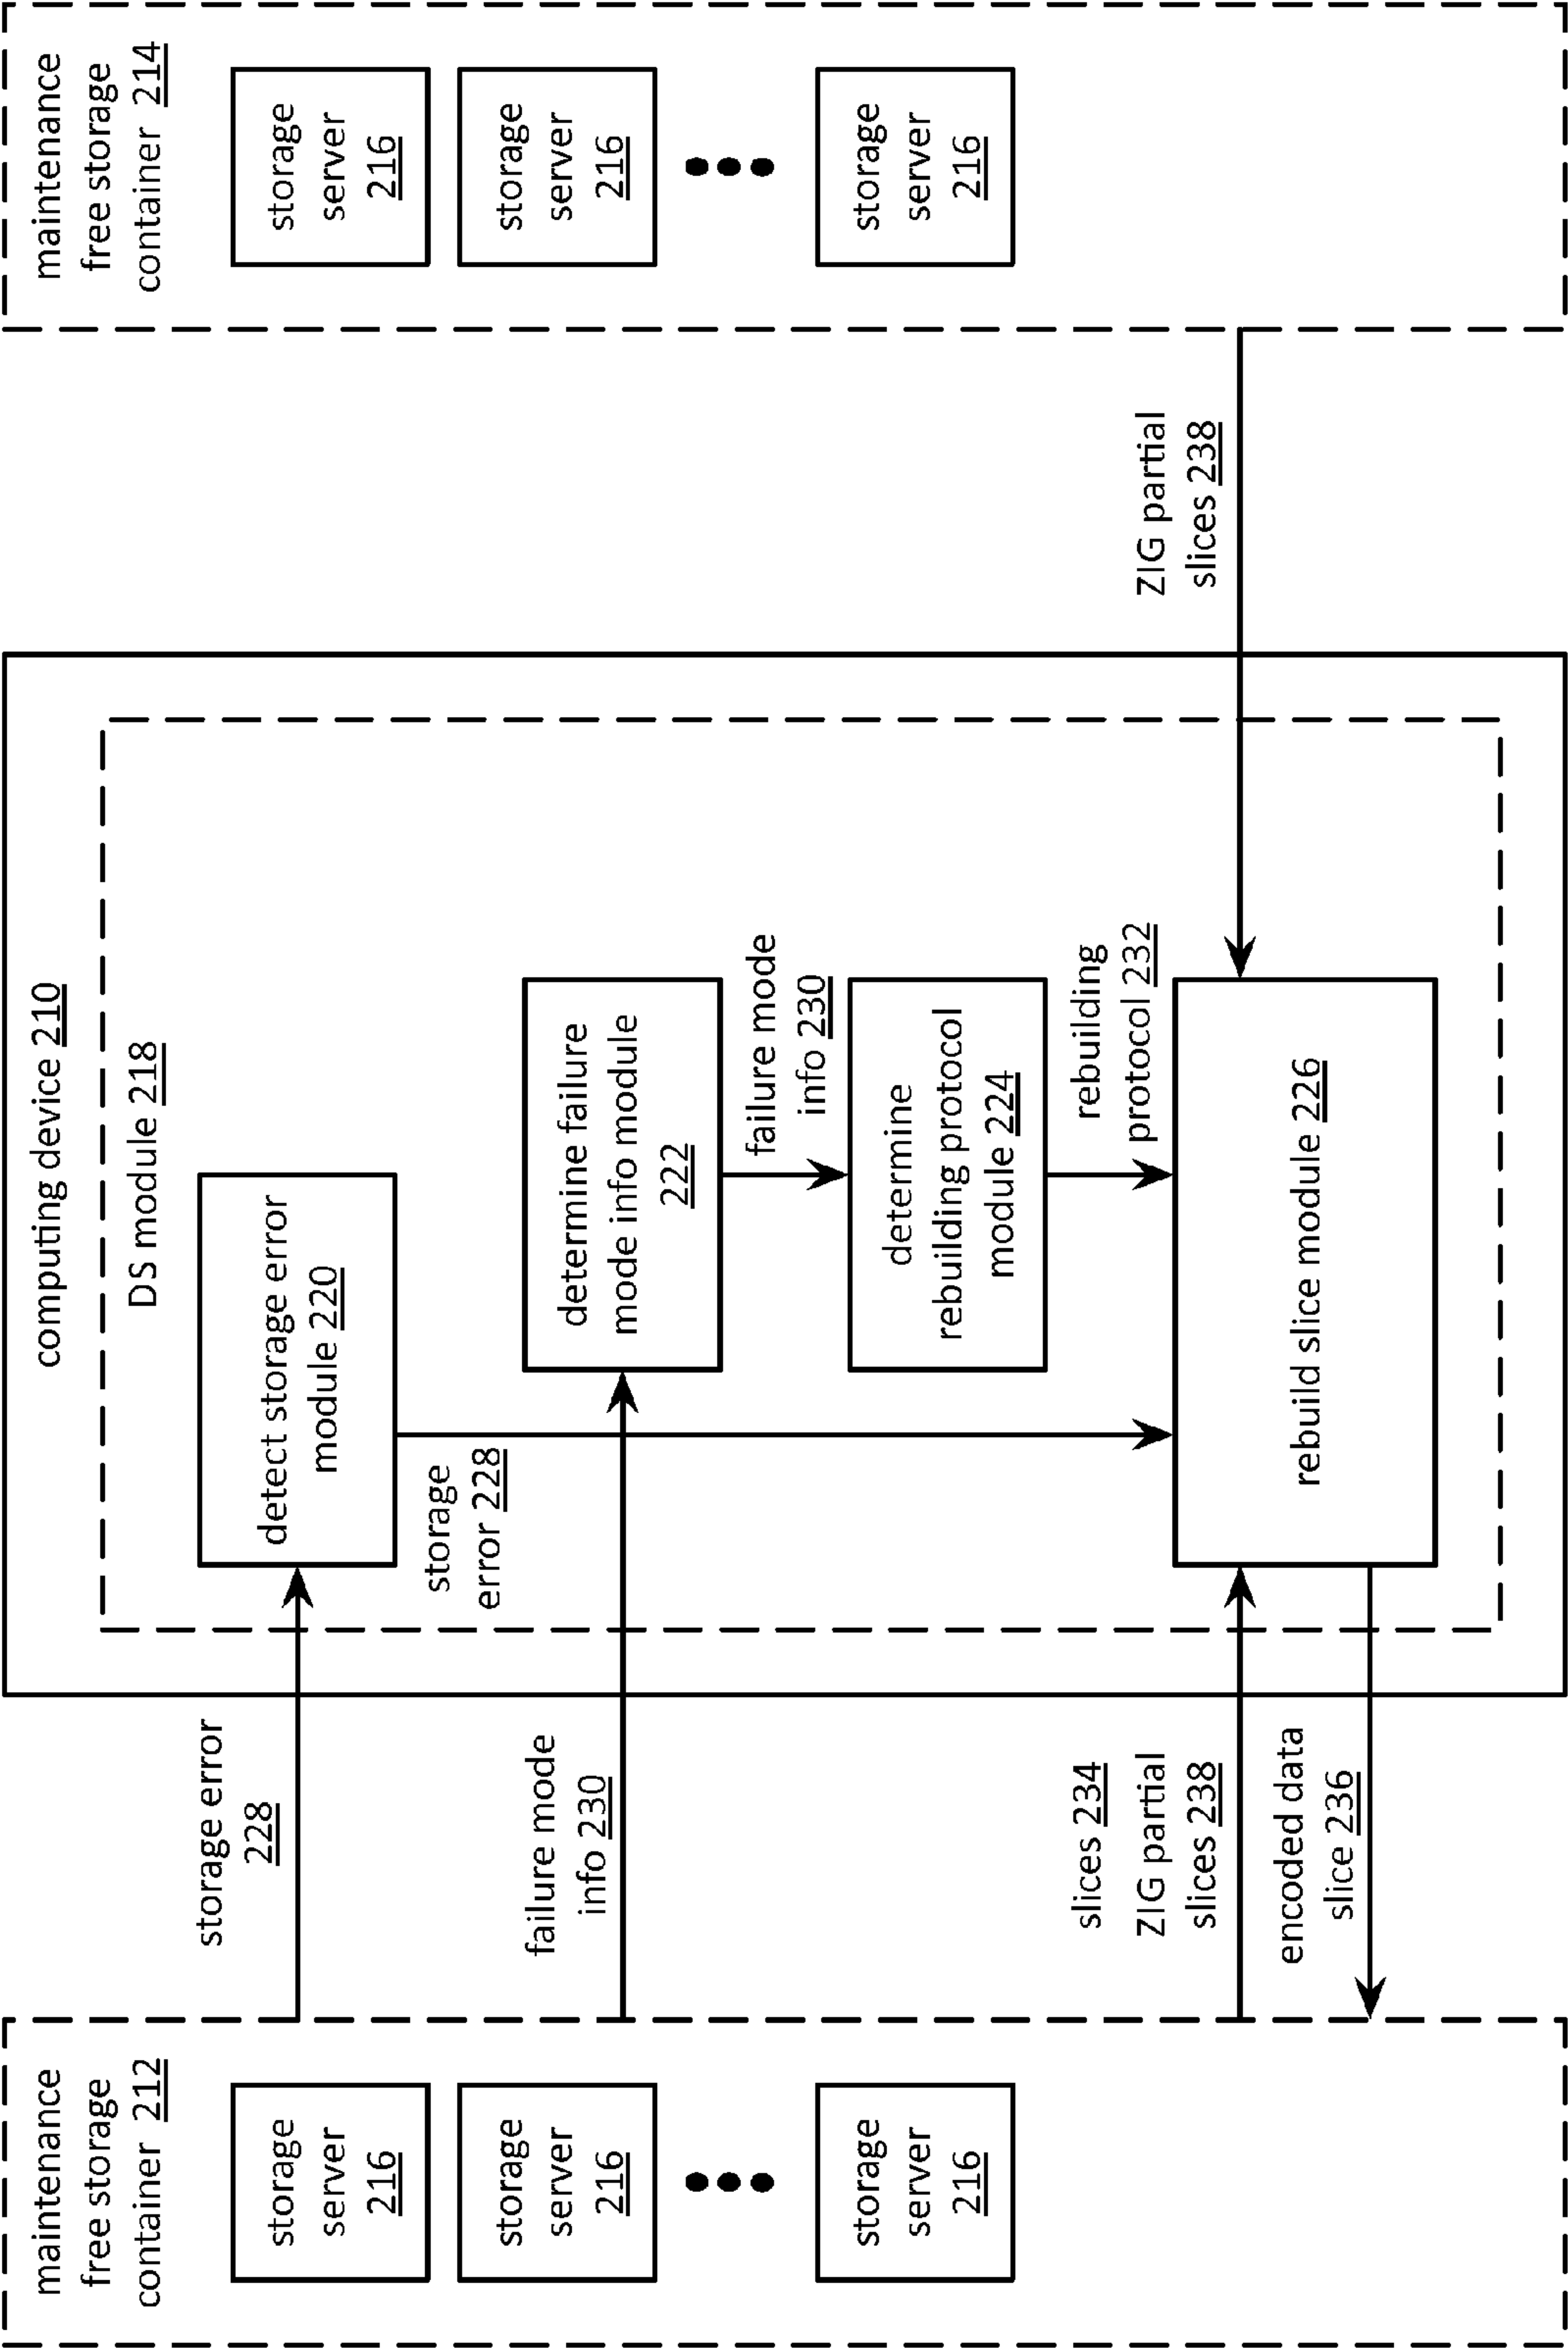 maintenance
free storage
container 212
storage
server
216
storage
server
216
storage
server
216
storage error
228
failure mode
info 230
slices 234
ZIG partial
slices 238
encoded data
slice 236
computing device 210
DS module 218
detect storage error
module 220
storage
error 228
determine failure
mode info module
222
failure mode
info 230
determine
rebuilding protocol
module 224
rebuilding
protocol 232
rebuild slice module 226
ZIG partial
slices 238
maintenance
free storage
container 214
storage
server
216
storage
server
216
storage
server
216